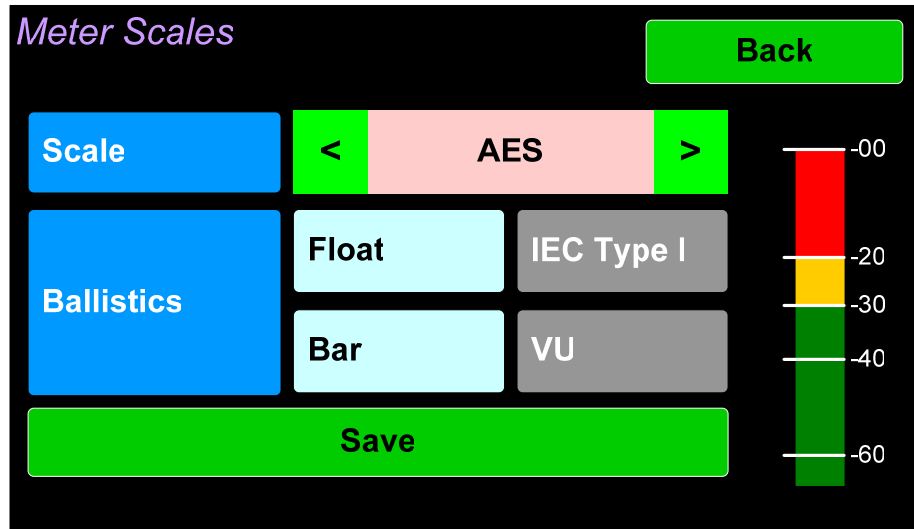 Meter Scales
Back
Scale
<
AES
>
Float
IEC Type I
Ballistics
Bar
VU
Save
-00
-20
-30
-40
-60